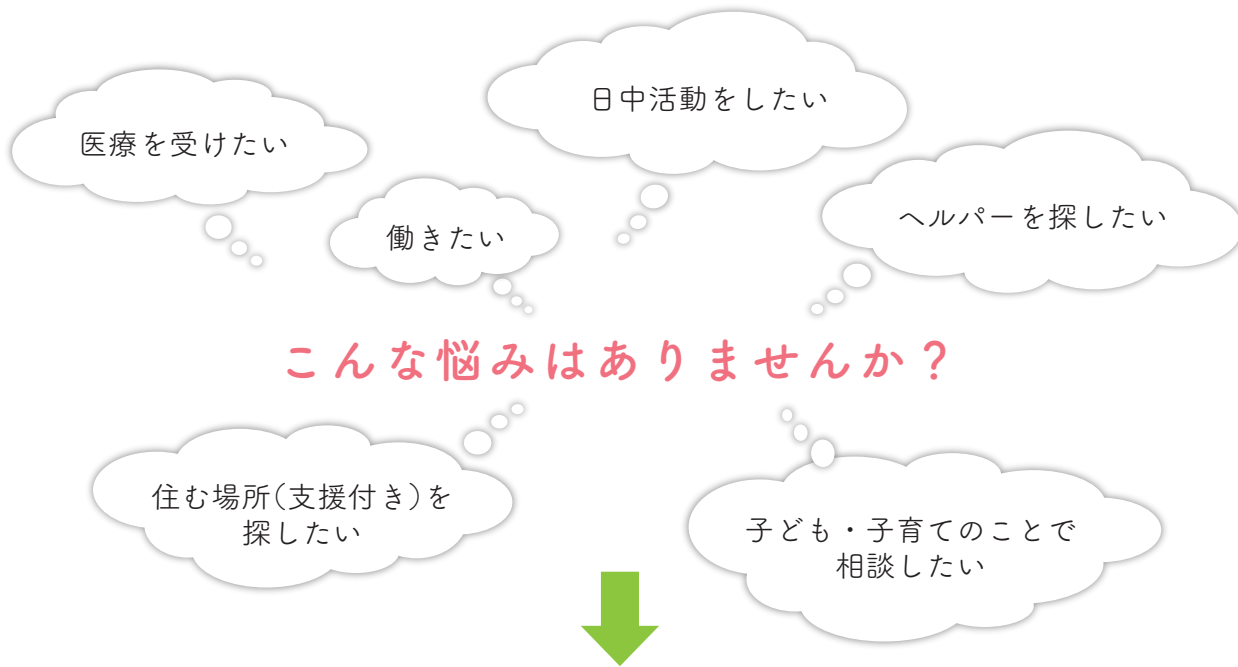 日中活動をしたい
医療を受けたい
ヘルパーを探したい
働きたい
こんな悩みはありませんか？
住む場所(支援付き)を
探したい
子ども・子育てのことで
相談したい